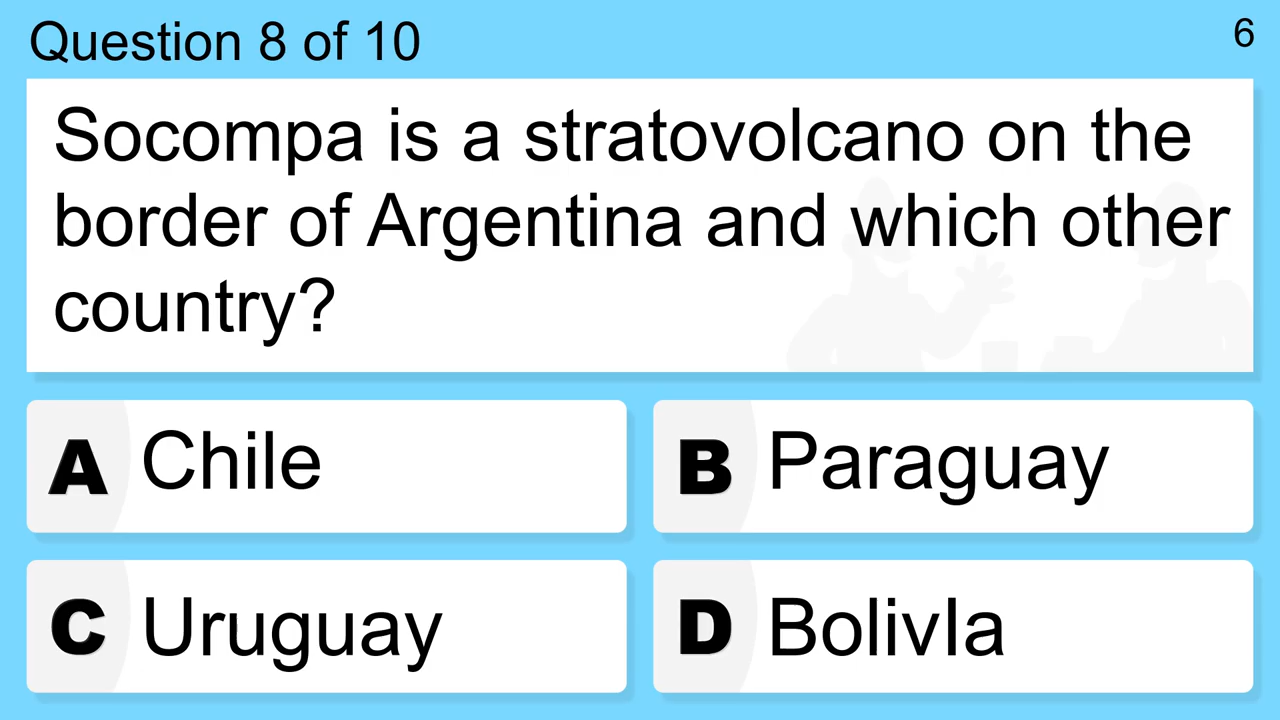 Question 8 of 10
6
Socompa is a stratovolcano on the
border of Argentina and which other
country?
A Chile
B Paraguay
C Uruguay
D BolivIa